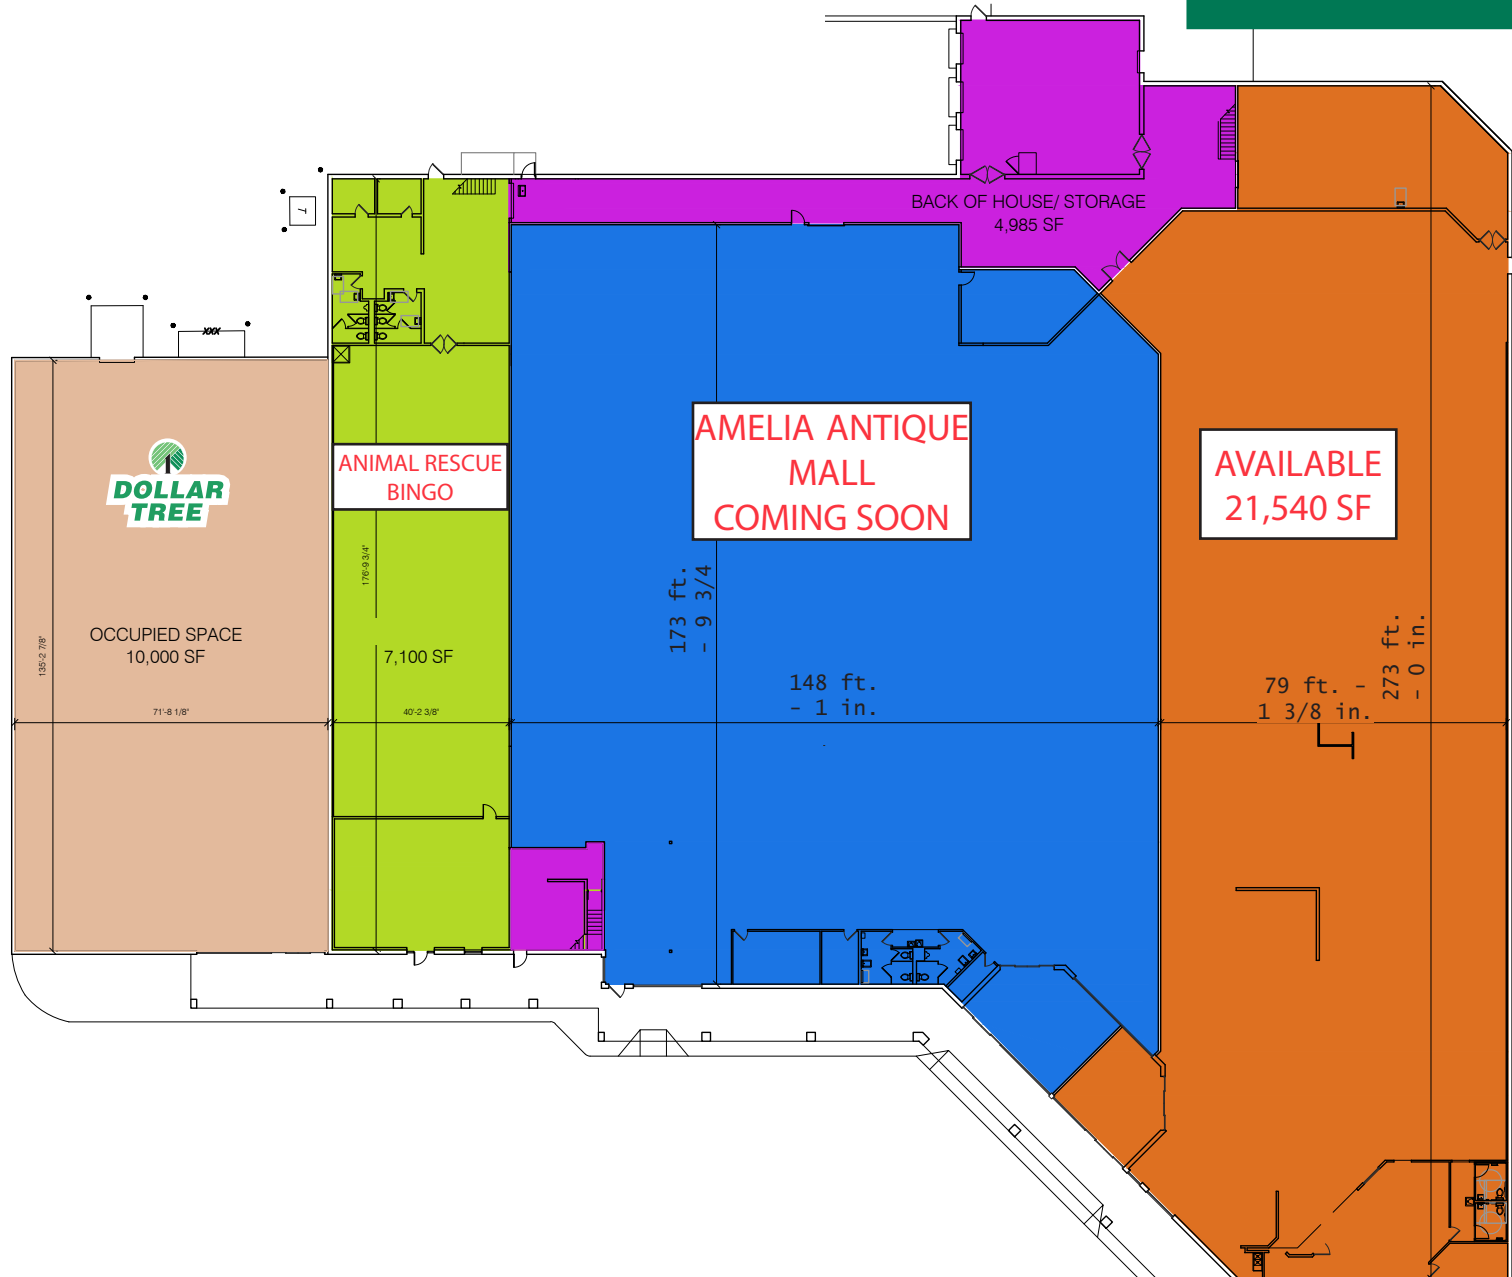 BACK OF HOUSE/ STORAGE
4,985 SF
T
XXX
DOLLAR
TREE
ANIMAL RESCUE
BINGO
AMELIA ANTIQUE
MALL
COMING SOON
AVAILABLE
21,540 SF
176'-9 3/4"
173 ft.
- 9 3/4
OCCUPIED SPACE
10,000 SF
135'-2 7/8"
7,100 SF
148 ft.
- 1 in.
79 ft. -
1 3/8 in.
273 ft.
- 0 in.
71'-8 1/8"
40'-2 3/8"